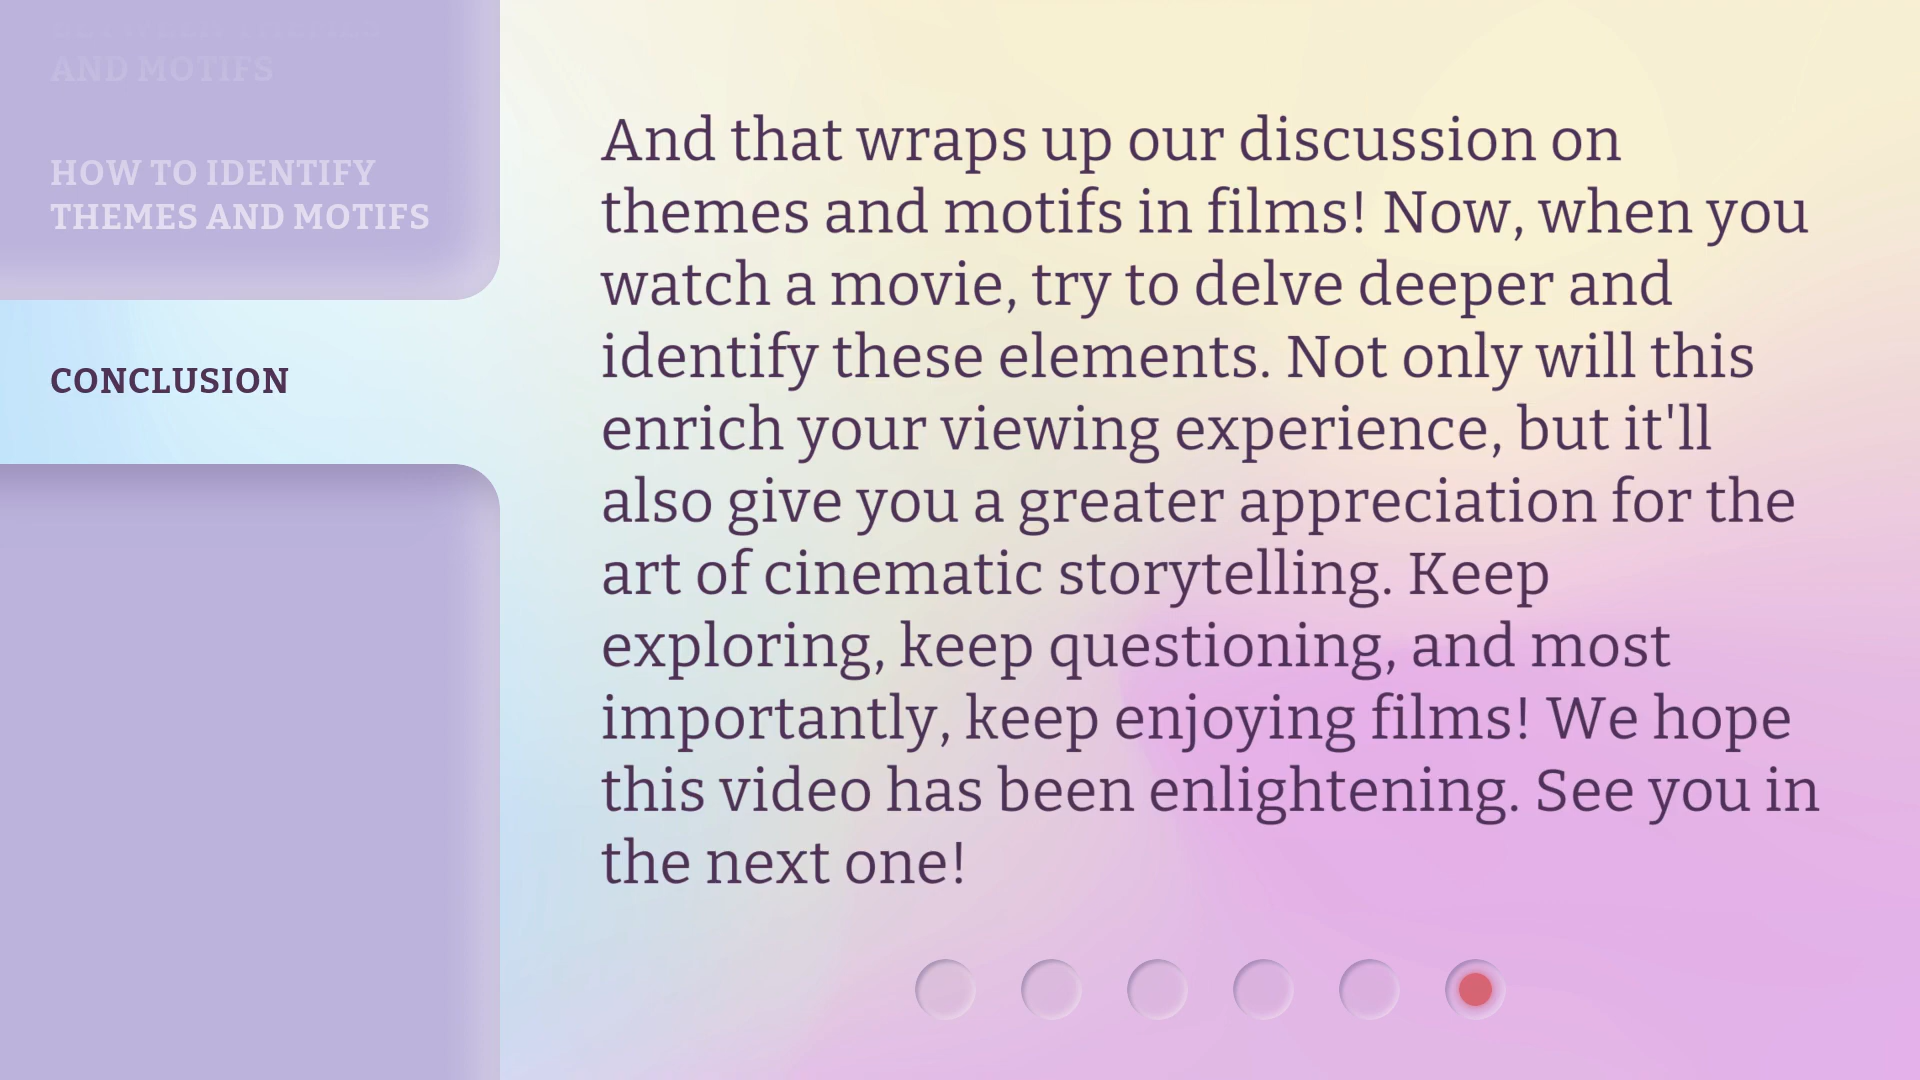 AND MOTIFS
HOW TO IDENTIFY
THEMES AND MOTIFS
CONCLUSION
And that wraps up our discussion on
themes and motifs in films! Now, when you
watch a movie, try to delve deeper and
identify these elements. Not only will this
enrich your viewing experience, but it'll
also give you a greater appreciation for the
art of cinematic storytelling. Keep
exploring, keep questioning, and most
importantly, keep enjoying films! We hope
this video has been enlightening. See you in
the next one!